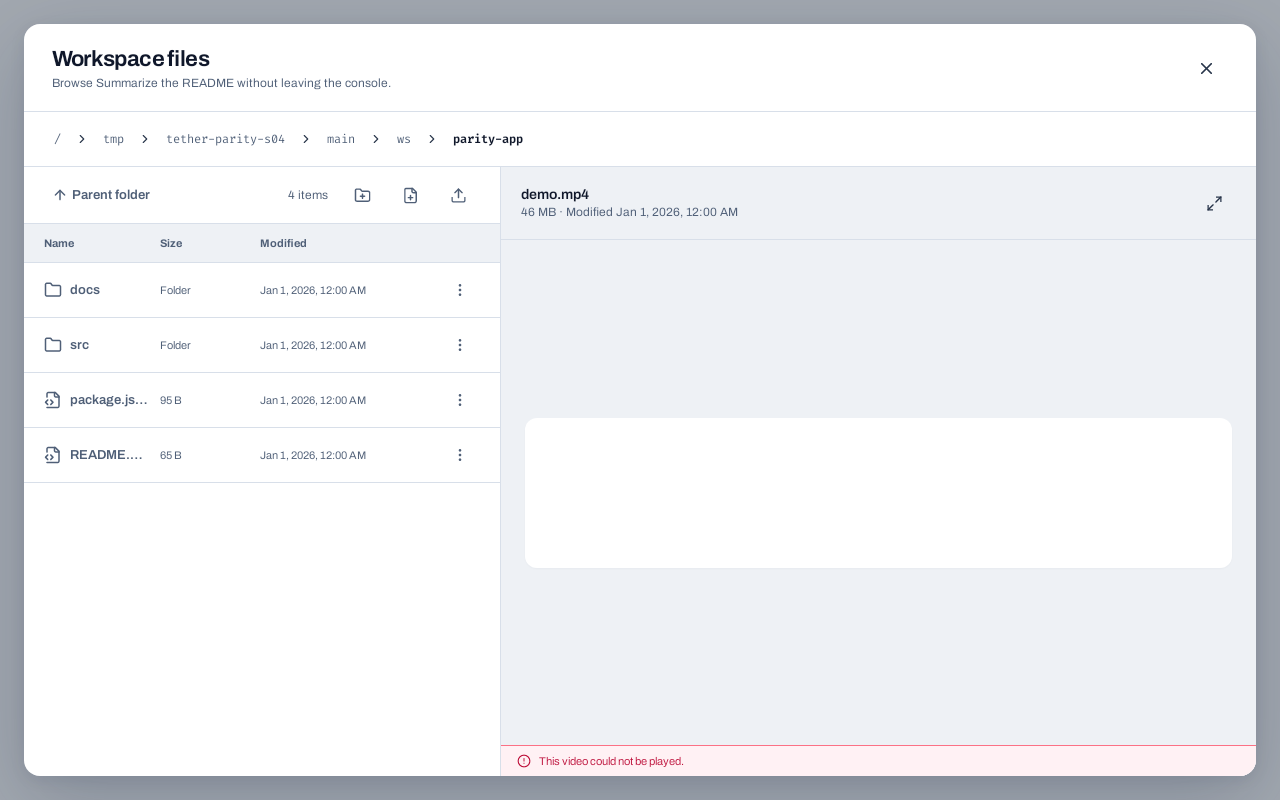 Workspace files
Browse Summarize the README without leaving the console.
/ tmp tether-parity-s04 main ws parity-app
Parent folder 4 items
Name Size Modified
docs Folder Jan 1, 2026, 12:00 AM
src Folder Jan 1, 2026, 12:00 AM
package.js... 95 B Jan 1, 2026, 12:00 AM
README.... 65 B Jan 1, 2026, 12:00 AM
demo.mp4
46 MB · Modified Jan 1, 2026, 12:00 AM
This video could not be played.